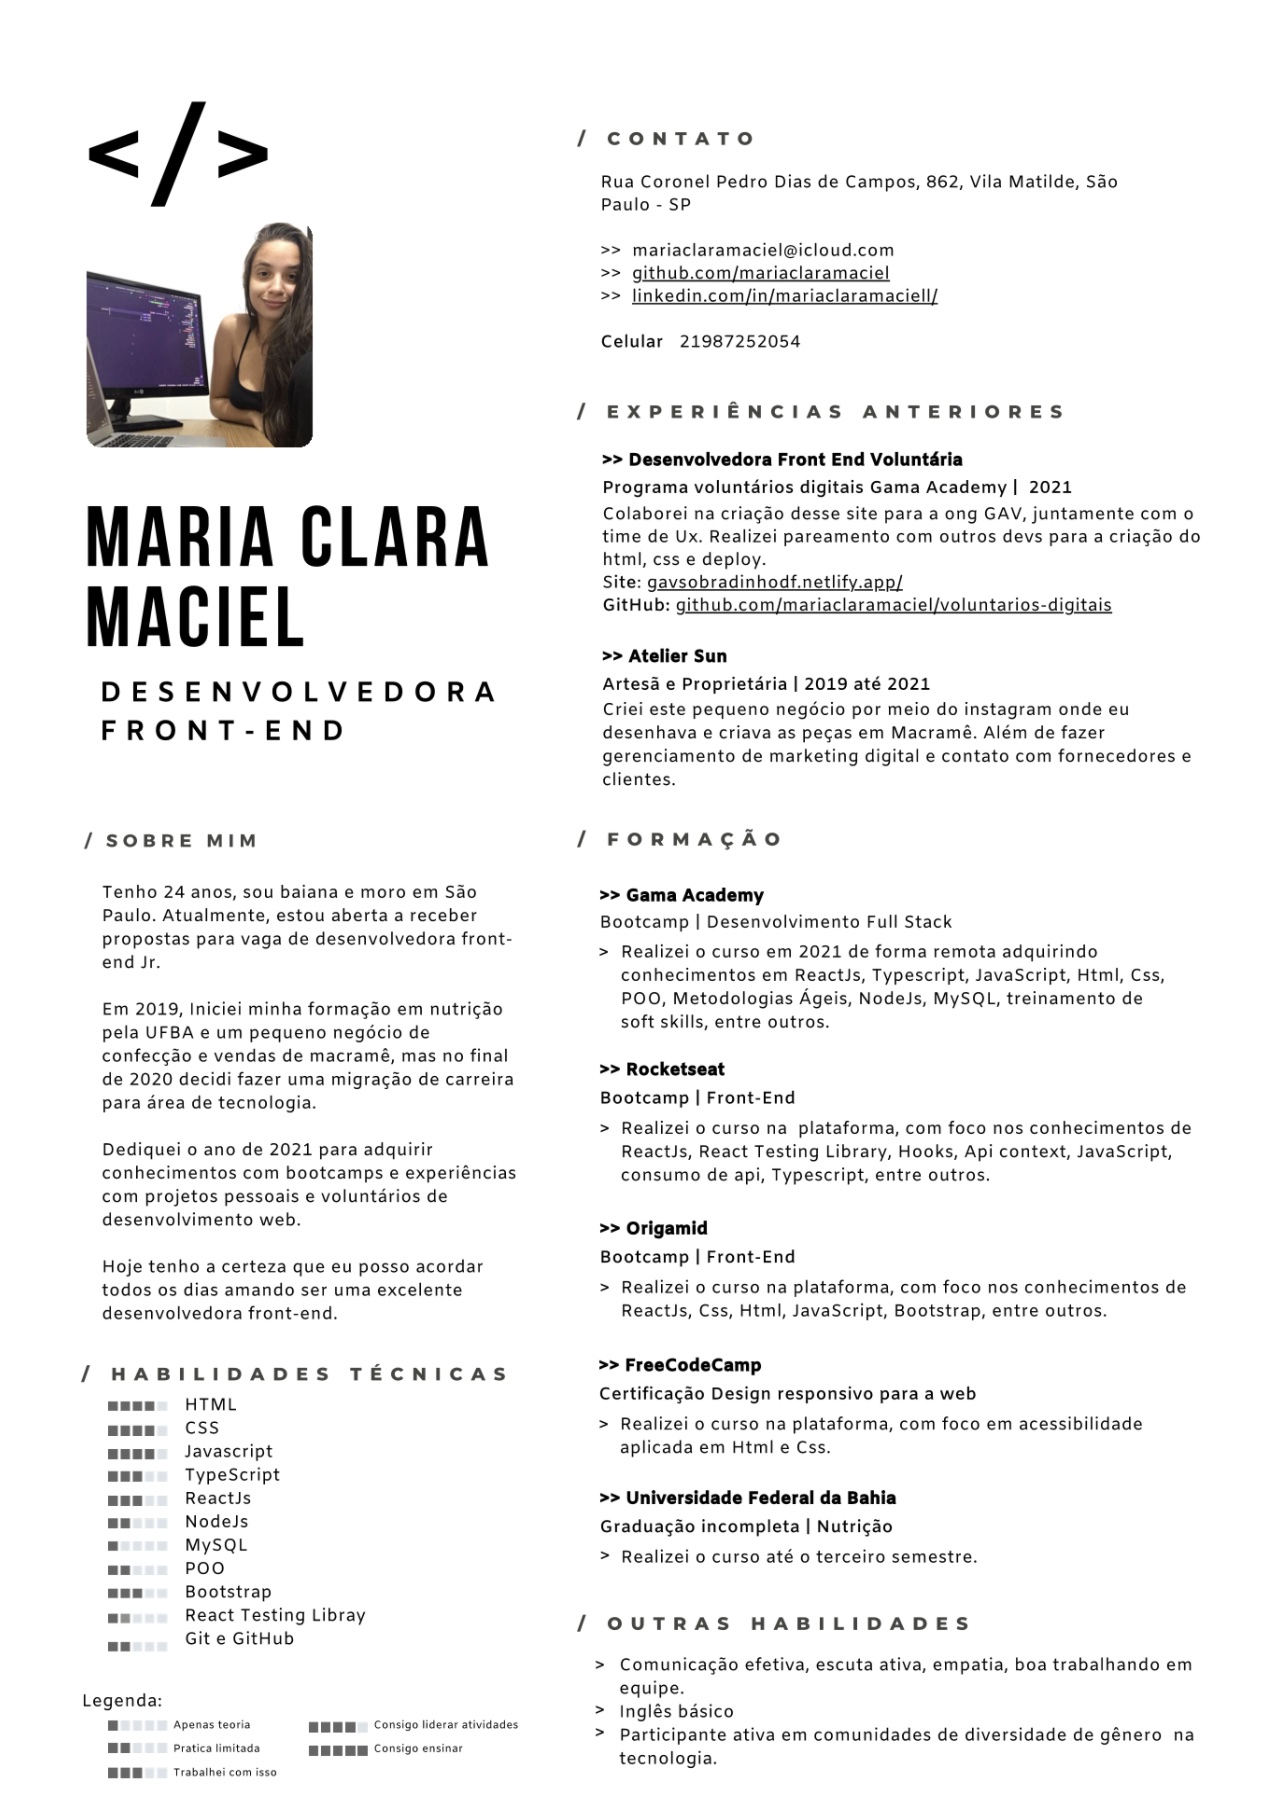 </>
MARIA CLARA
MACIEL
DESENVOLVEDORA
FRONT-END
/ SOBRE MIM
Tenho 24 anos, sou baiana e moro em São
Paulo. Atualmente, estou aberta a receber
propostas para vaga de desenvolvedora front-
end Jr.
Em 2019, Iniciei minha formação em nutrição
pela UFBA e um pequeno negócio de
confecção e vendas de macramê, mas no final
de 2020 decidi fazer uma migração de carreira
para área de tecnologia.
Dediquei o ano de 2021 para adquirir
conhecimentos com bootcamps e experiências
com projetos pessoais e voluntários de
desenvolvimento web.
Hoje tenho a certeza que eu posso acordar
todos os dias amando ser uma excelente
desenvolvedora front-end.
/ HABILIDADES TÉCNICAS
HTML
CSS
Javascript
TypeScript
ReactJs
NodeJs
MySQL
POO
Bootstrap
React Testing Libray
Git e GitHub
Legenda:
Apenas teoria
Pratica limitada
Trabalhei com isso
Consigo liderar atividades
Consigo ensinar
/ CONTATO
Rua Coronel Pedro Dias de Campos, 862, Vila Matilde, São
Paulo - SP
>> mariaclaramaciel@icloud.com
>> github.com/mariaclaramaciel
>> linkedin.com/in/mariaclaramaciell/
Celular 21987252054
/ EXPERIÊNCIAS ANTERIORES
>> Desenvolvedora Front End Voluntária
Programa voluntários digitais Gama Academy | 2021
Colaborei na criação desse site para a ong GAV, juntamente com o
time de Ux. Realizei pareamento com outros devs para a criação do
html, css e deploy.
Site: gavsobradinhodf.netlify.app/
GitHub: github.com/mariaclaramaciel/voluntarios-digitais
>> Atelier Sun
Artesã e Proprietária | 2019 até 2021
Criei este pequeno negócio por meio do instagram onde eu
desenhava e criava as peças em Macramê. Além de fazer
gerenciamento de marketing digital e contato com fornecedores e
clientes.
/ FORMAÇÃO
>> Gama Academy
Bootcamp | Desenvolvimento Full Stack
> Realizei o curso em 2021 de forma remota adquirindo
conhecimentos em ReactJs, Typescript, JavaScript, Html, Css,
POO, Metodologias Ágeis, NodeJs, MySQL, treinamento de
soft skills, entre outros.
>> Rocketseat
Bootcamp | Front-End
> Realizei o curso na plataforma, com foco nos conhecimentos de
ReactJs, React Testing Library, Hooks, Api context, JavaScript,
consumo de api, Typescript, entre outros.
>> Origamid
Bootcamp | Front-End
> Realizei o curso na plataforma, com foco nos conhecimentos de
ReactJs, Css, Html, JavaScript, Bootstrap, entre outros.
>> FreeCodeCamp
Certificação Design responsivo para a web
> Realizei o curso na plataforma, com foco em acessibilidade
aplicada em Html e Css.
>> Universidade Federal da Bahia
Graduação incompleta | Nutrição
> Realizei o curso até o terceiro semestre.
/ OUTRAS HABILIDADES
> Comunicação efetiva, escuta ativa, empatia, boa trabalhando em
equipe.
> Inglês básico
> Participante ativa em comunidades de diversidade de gênero na
tecnologia.